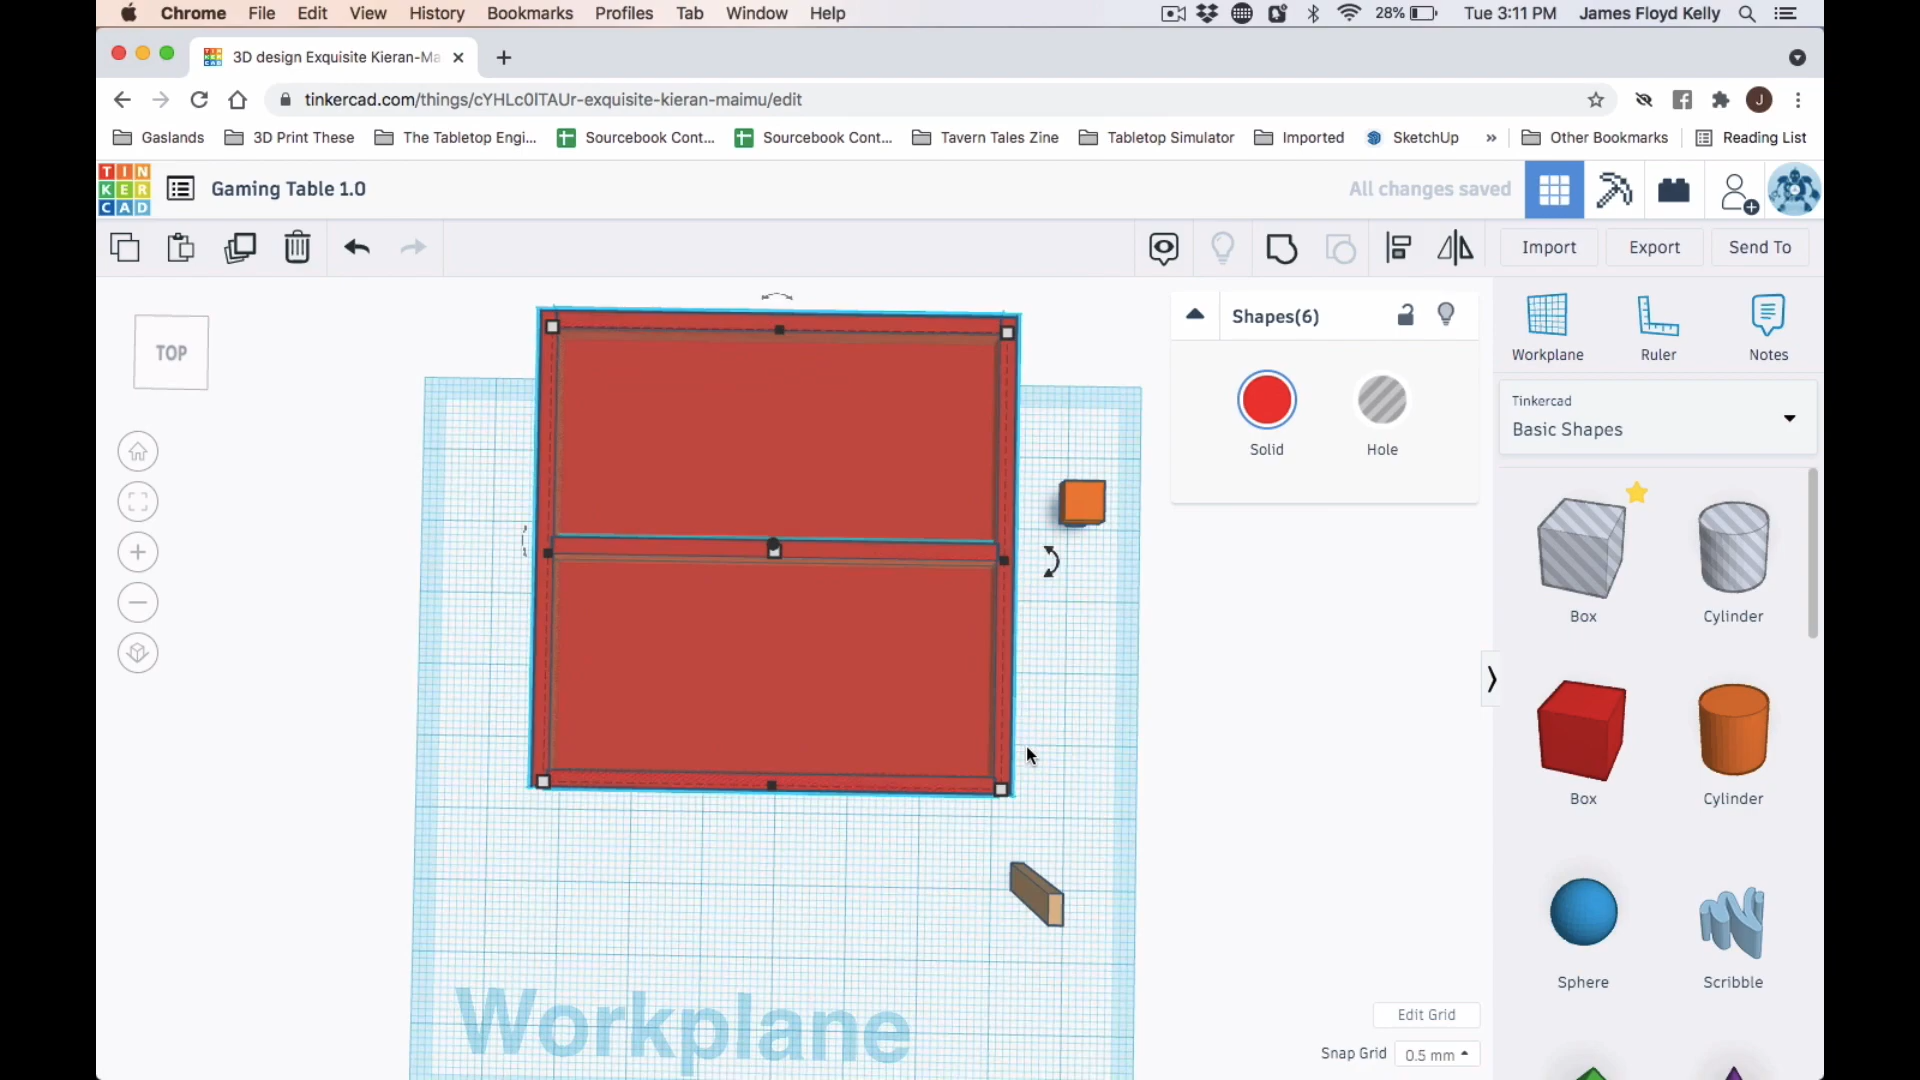 Chrome File Edit View History Bookmarks Profiles Tab Window Help 28% Tue 3:11 PM James Floyd Kelly
3D design Exquisite Kieran-Ma
tinkercad.com/things/cYHLc0lTAUr-exquisite-kieran-maimu/edit J
Gaslands 3D Print These The Tabletop Engi... Sourcebook Cont... Sourcebook Cont... Tavern Tales Zine Tabletop Simulator Imported SketchUp » Other Bookmarks Reading List
TIN
KER
CAD
Gaming Table 1.0
All changes saved
Import Export Send To
TOP
Shapes(6)
Solid Hole
Workplane Ruler Notes
Tinkercad
Basic Shapes
Box Cylinder
Box Cylinder
Sphere Scribble
Workplane
Edit Grid
Snap Grid 0.5 mm